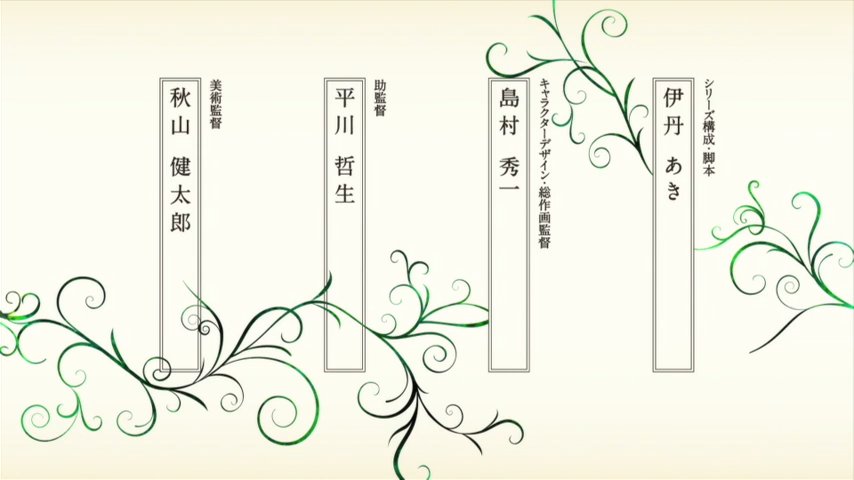 シリーズ構成・脚本
伊丹 あき
キャラクターデザイン・総作画監督
島村 秀一
助監督
平川 哲生
美術監督
秋山 健太郎